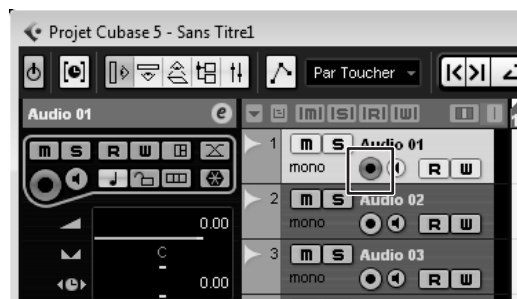 Projet Cubase 5 - Sans Titre1
Par Toucher
Audio 01 e m s R W
m s R W
1 m s Audio 01
mono R W
2 m s Audio 02
mono R W
0.00
C
3 m s Audio 03
mono R W
0.00